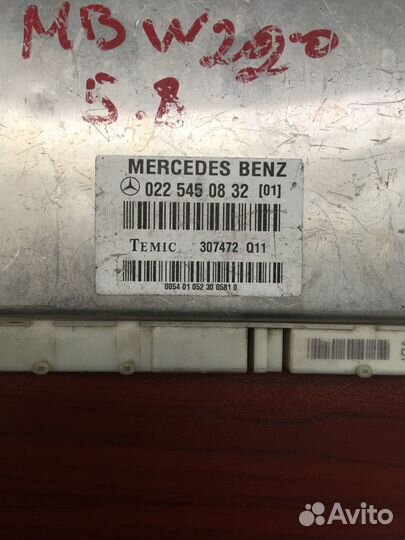 MB W220
5.8
MERCEDES BENZ
022 545 08 32 [01]
TEMIC 307472 Q11
0054 01 052 30 0581 0
Avito